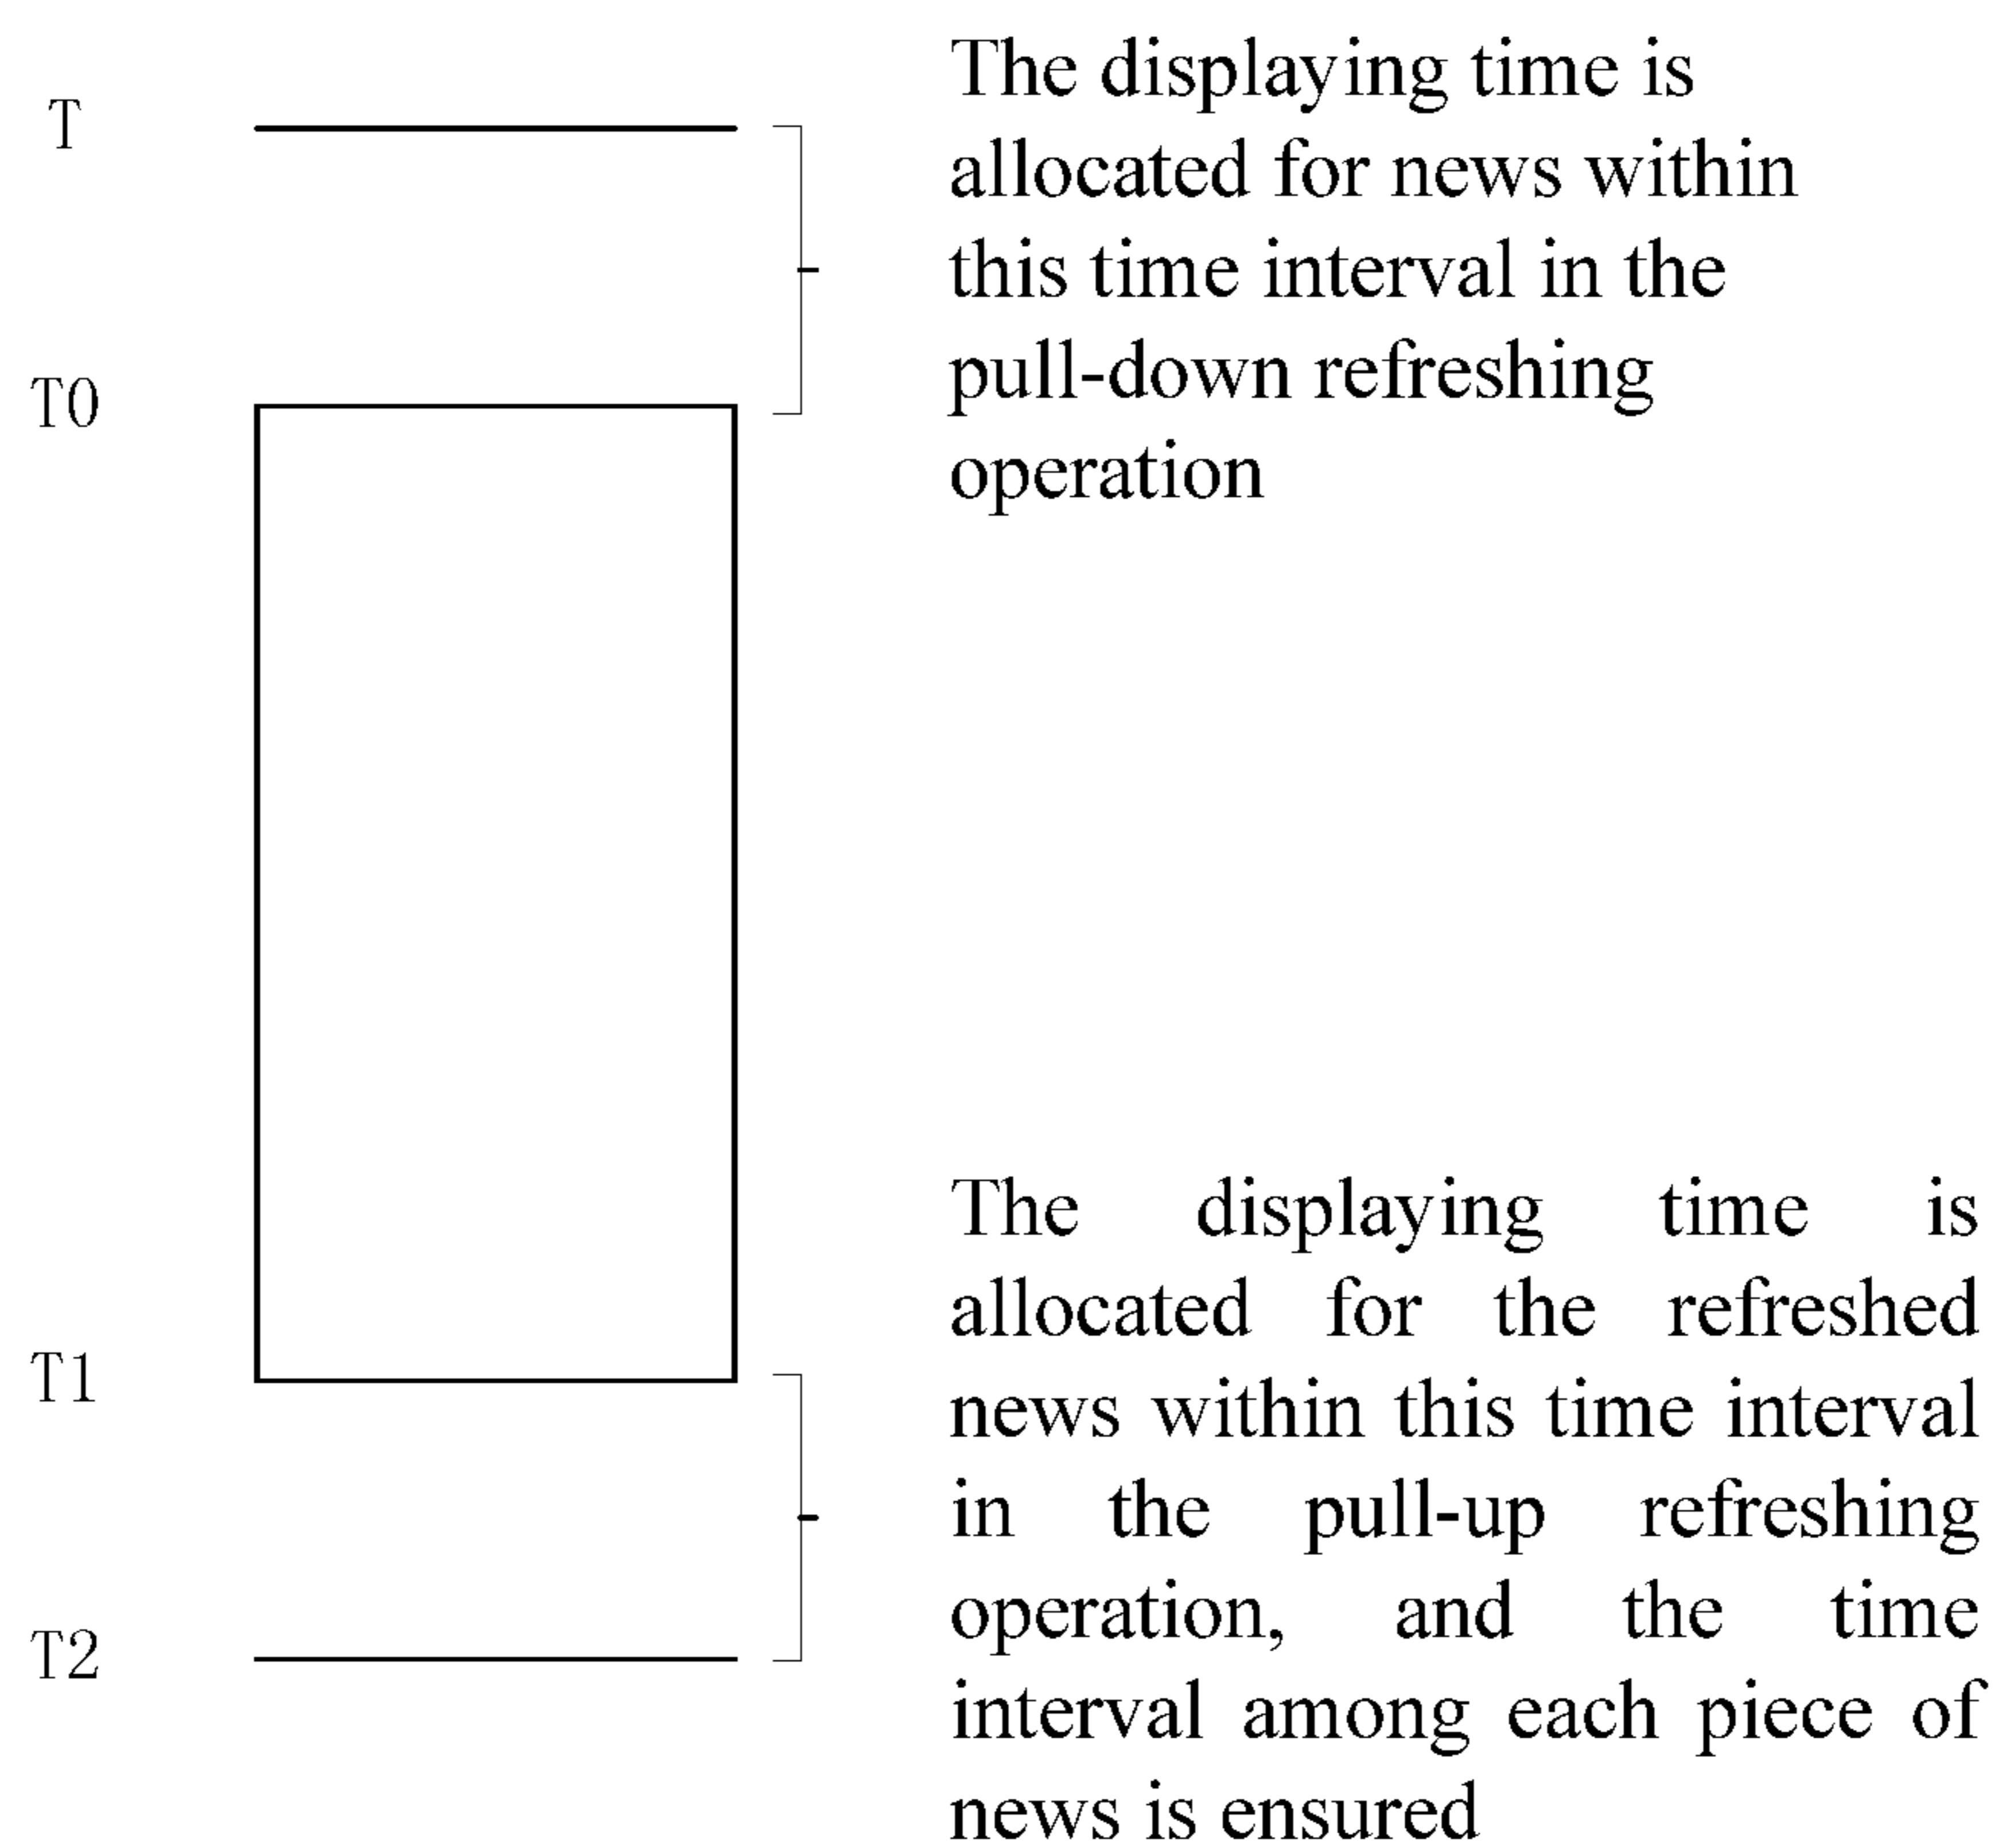 T
The displaying time is
allocated for news within
this time interval in the
pull-down refreshing
operation
T0
T1
The displaying time is
allocated for the refreshed
news within this time interval
in the pull-up refreshing
operation, and the time
interval among each piece of
news is ensured
T2